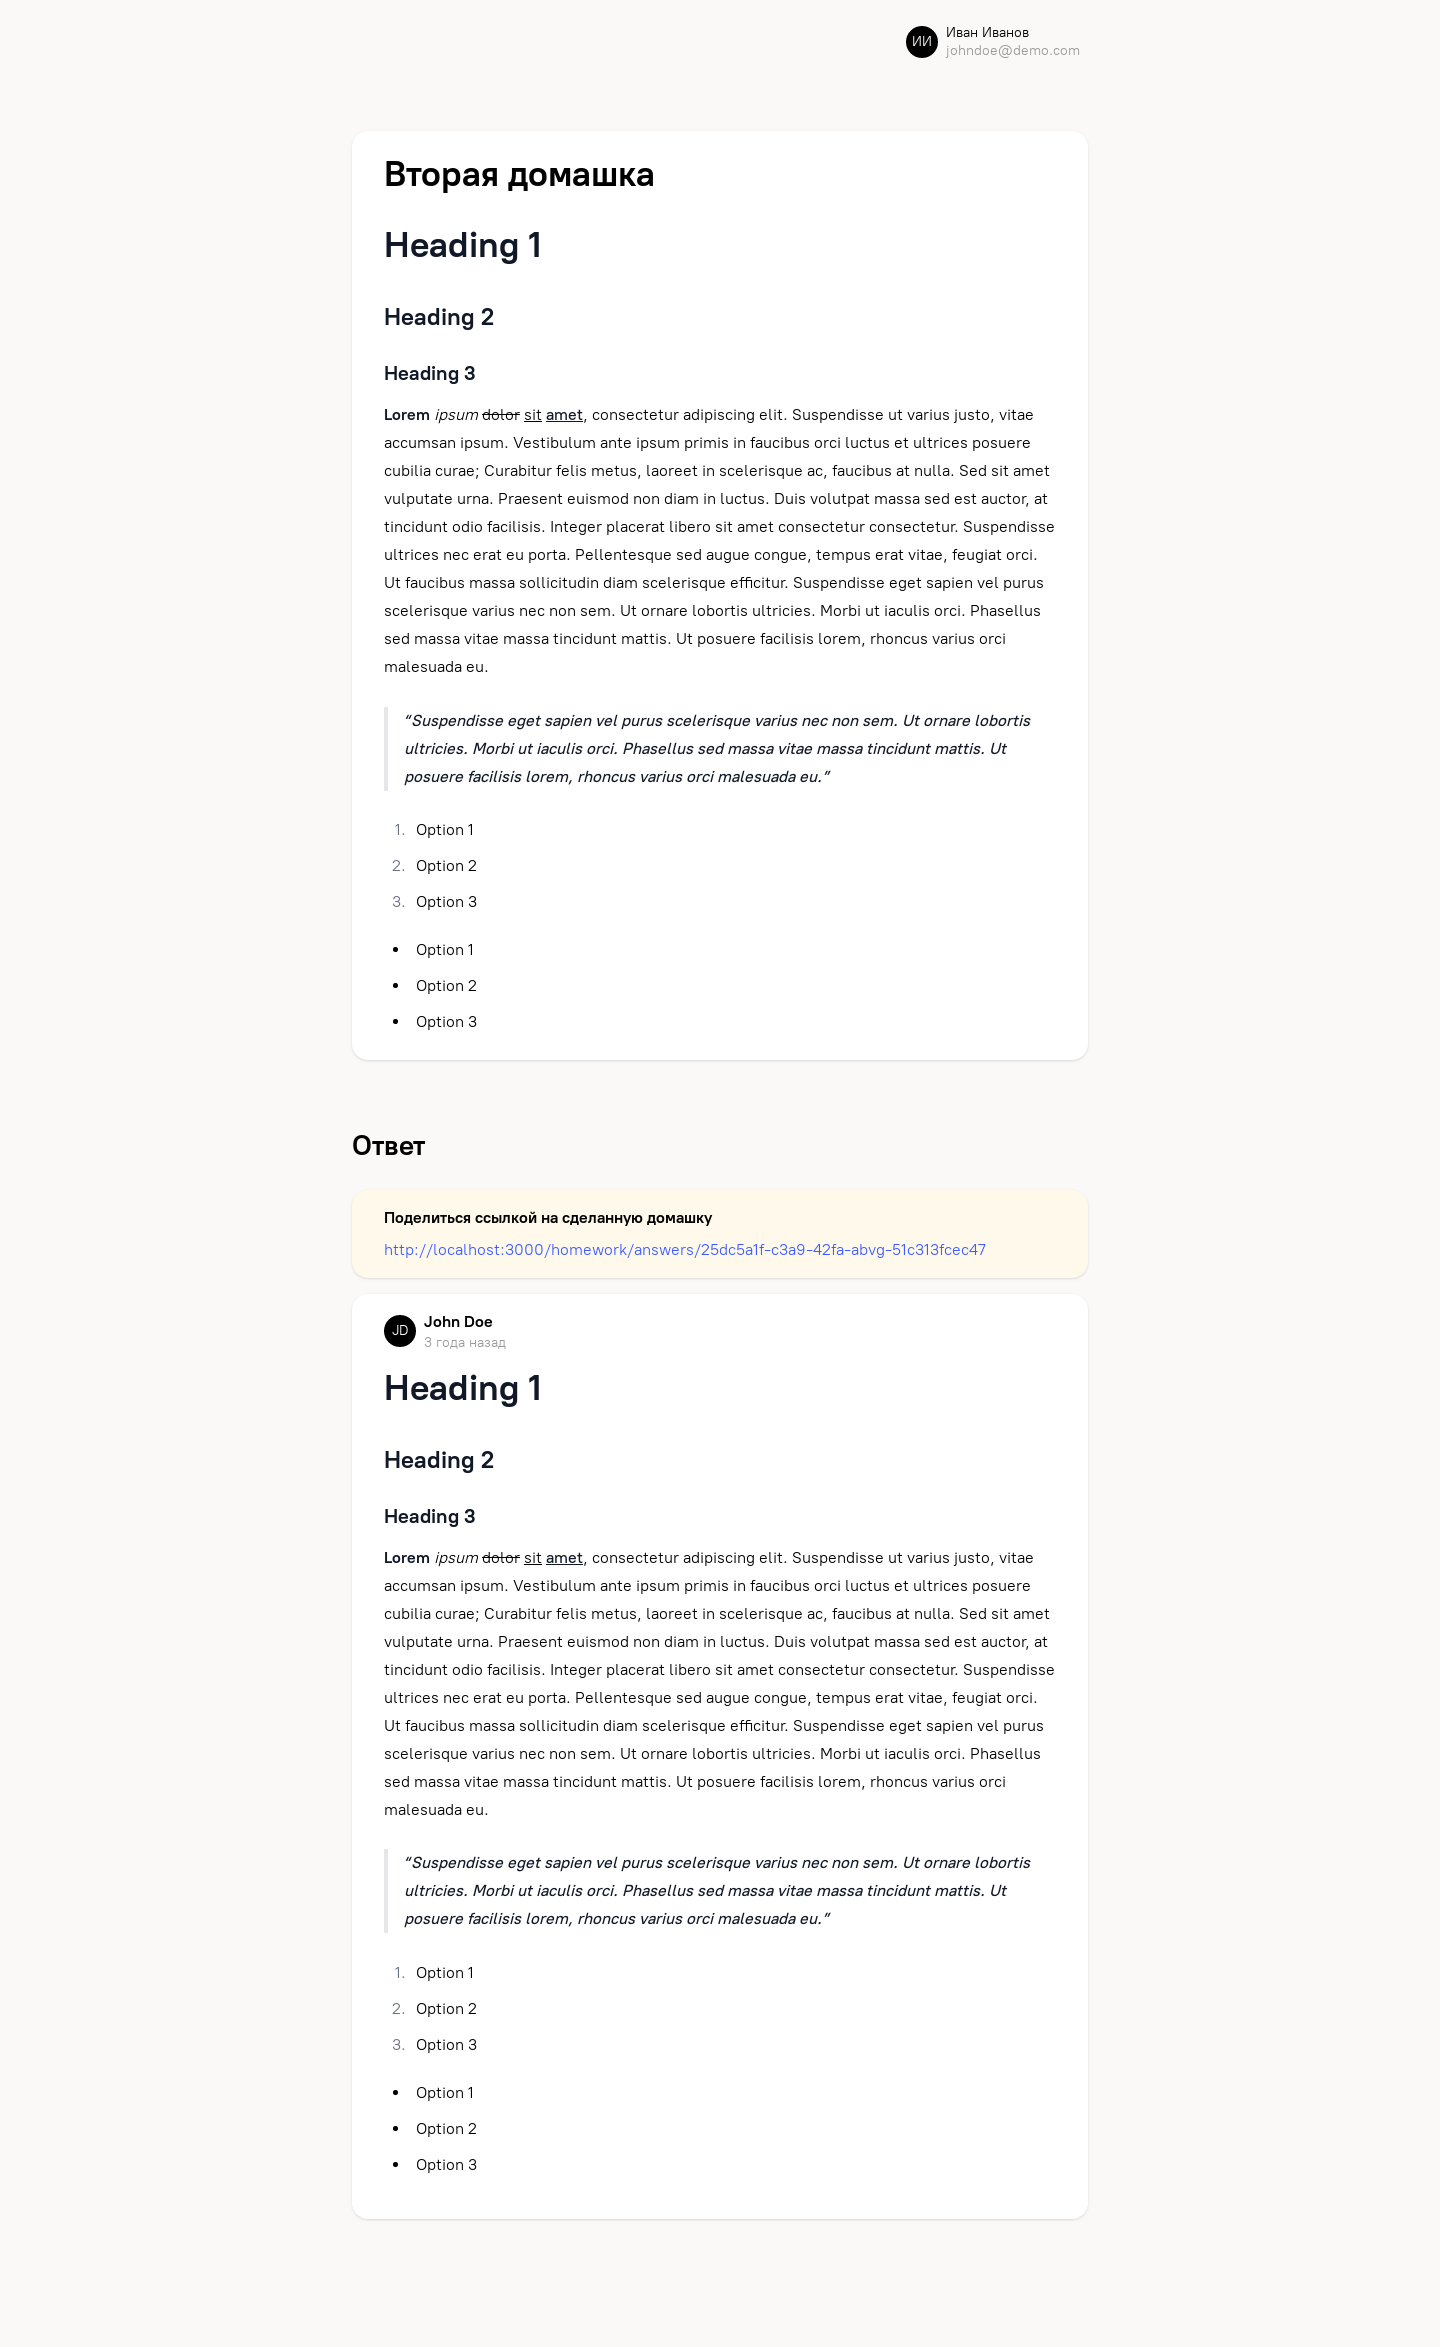 ИИ
Иван Иванов
johndoe@demo.com
Вторая домашка
Heading 1
Heading 2
Heading 3
Lorem ipsum dolor sit amet, consectetur adipiscing elit. Suspendisse ut varius justo, vitae
accumsan ipsum. Vestibulum ante ipsum primis in faucibus orci luctus et ultrices posuere
cubilia curae; Curabitur felis metus, laoreet in scelerisque ac, faucibus at nulla. Sed sit amet
vulputate urna. Praesent euismod non diam in luctus. Duis volutpat massa sed est auctor, at
tincidunt odio facilisis. Integer placerat libero sit amet consectetur consectetur. Suspendisse
ultrices nec erat eu porta. Pellentesque sed augue congue, tempus erat vitae, feugiat orci.
Ut faucibus massa sollicitudin diam scelerisque efficitur. Suspendisse eget sapien vel purus
scelerisque varius nec non sem. Ut ornare lobortis ultricies. Morbi ut iaculis orci. Phasellus
sed massa vitae massa tincidunt mattis. Ut posuere facilisis lorem, rhoncus varius orci
malesuada eu.
“Suspendisse eget sapien vel purus scelerisque varius nec non sem. Ut ornare lobortis
ultricies. Morbi ut iaculis orci. Phasellus sed massa vitae massa tincidunt mattis. Ut
posuere facilisis lorem, rhoncus varius orci malesuada eu.”
1. Option 1
2. Option 2
3. Option 3
• Option 1
• Option 2
• Option 3
Ответ
Поделиться ссылкой на сделанную домашку
http://localhost:3000/homework/answers/25dc5a1f-c3a9-42fa-abvg-51c313fcec47
JD
John Doe
3 года назад
Heading 1
Heading 2
Heading 3
Lorem ipsum dolor sit amet, consectetur adipiscing elit. Suspendisse ut varius justo, vitae
accumsan ipsum. Vestibulum ante ipsum primis in faucibus orci luctus et ultrices posuere
cubilia curae; Curabitur felis metus, laoreet in scelerisque ac, faucibus at nulla. Sed sit amet
vulputate urna. Praesent euismod non diam in luctus. Duis volutpat massa sed est auctor, at
tincidunt odio facilisis. Integer placerat libero sit amet consectetur consectetur. Suspendisse
ultrices nec erat eu porta. Pellentesque sed augue congue, tempus erat vitae, feugiat orci.
Ut faucibus massa sollicitudin diam scelerisque efficitur. Suspendisse eget sapien vel purus
scelerisque varius nec non sem. Ut ornare lobortis ultricies. Morbi ut iaculis orci. Phasellus
sed massa vitae massa tincidunt mattis. Ut posuere facilisis lorem, rhoncus varius orci
malesuada eu.
“Suspendisse eget sapien vel purus scelerisque varius nec non sem. Ut ornare lobortis
ultricies. Morbi ut iaculis orci. Phasellus sed massa vitae massa tincidunt mattis. Ut
posuere facilisis lorem, rhoncus varius orci malesuada eu.”
1. Option 1
2. Option 2
3. Option 3
• Option 1
• Option 2
• Option 3